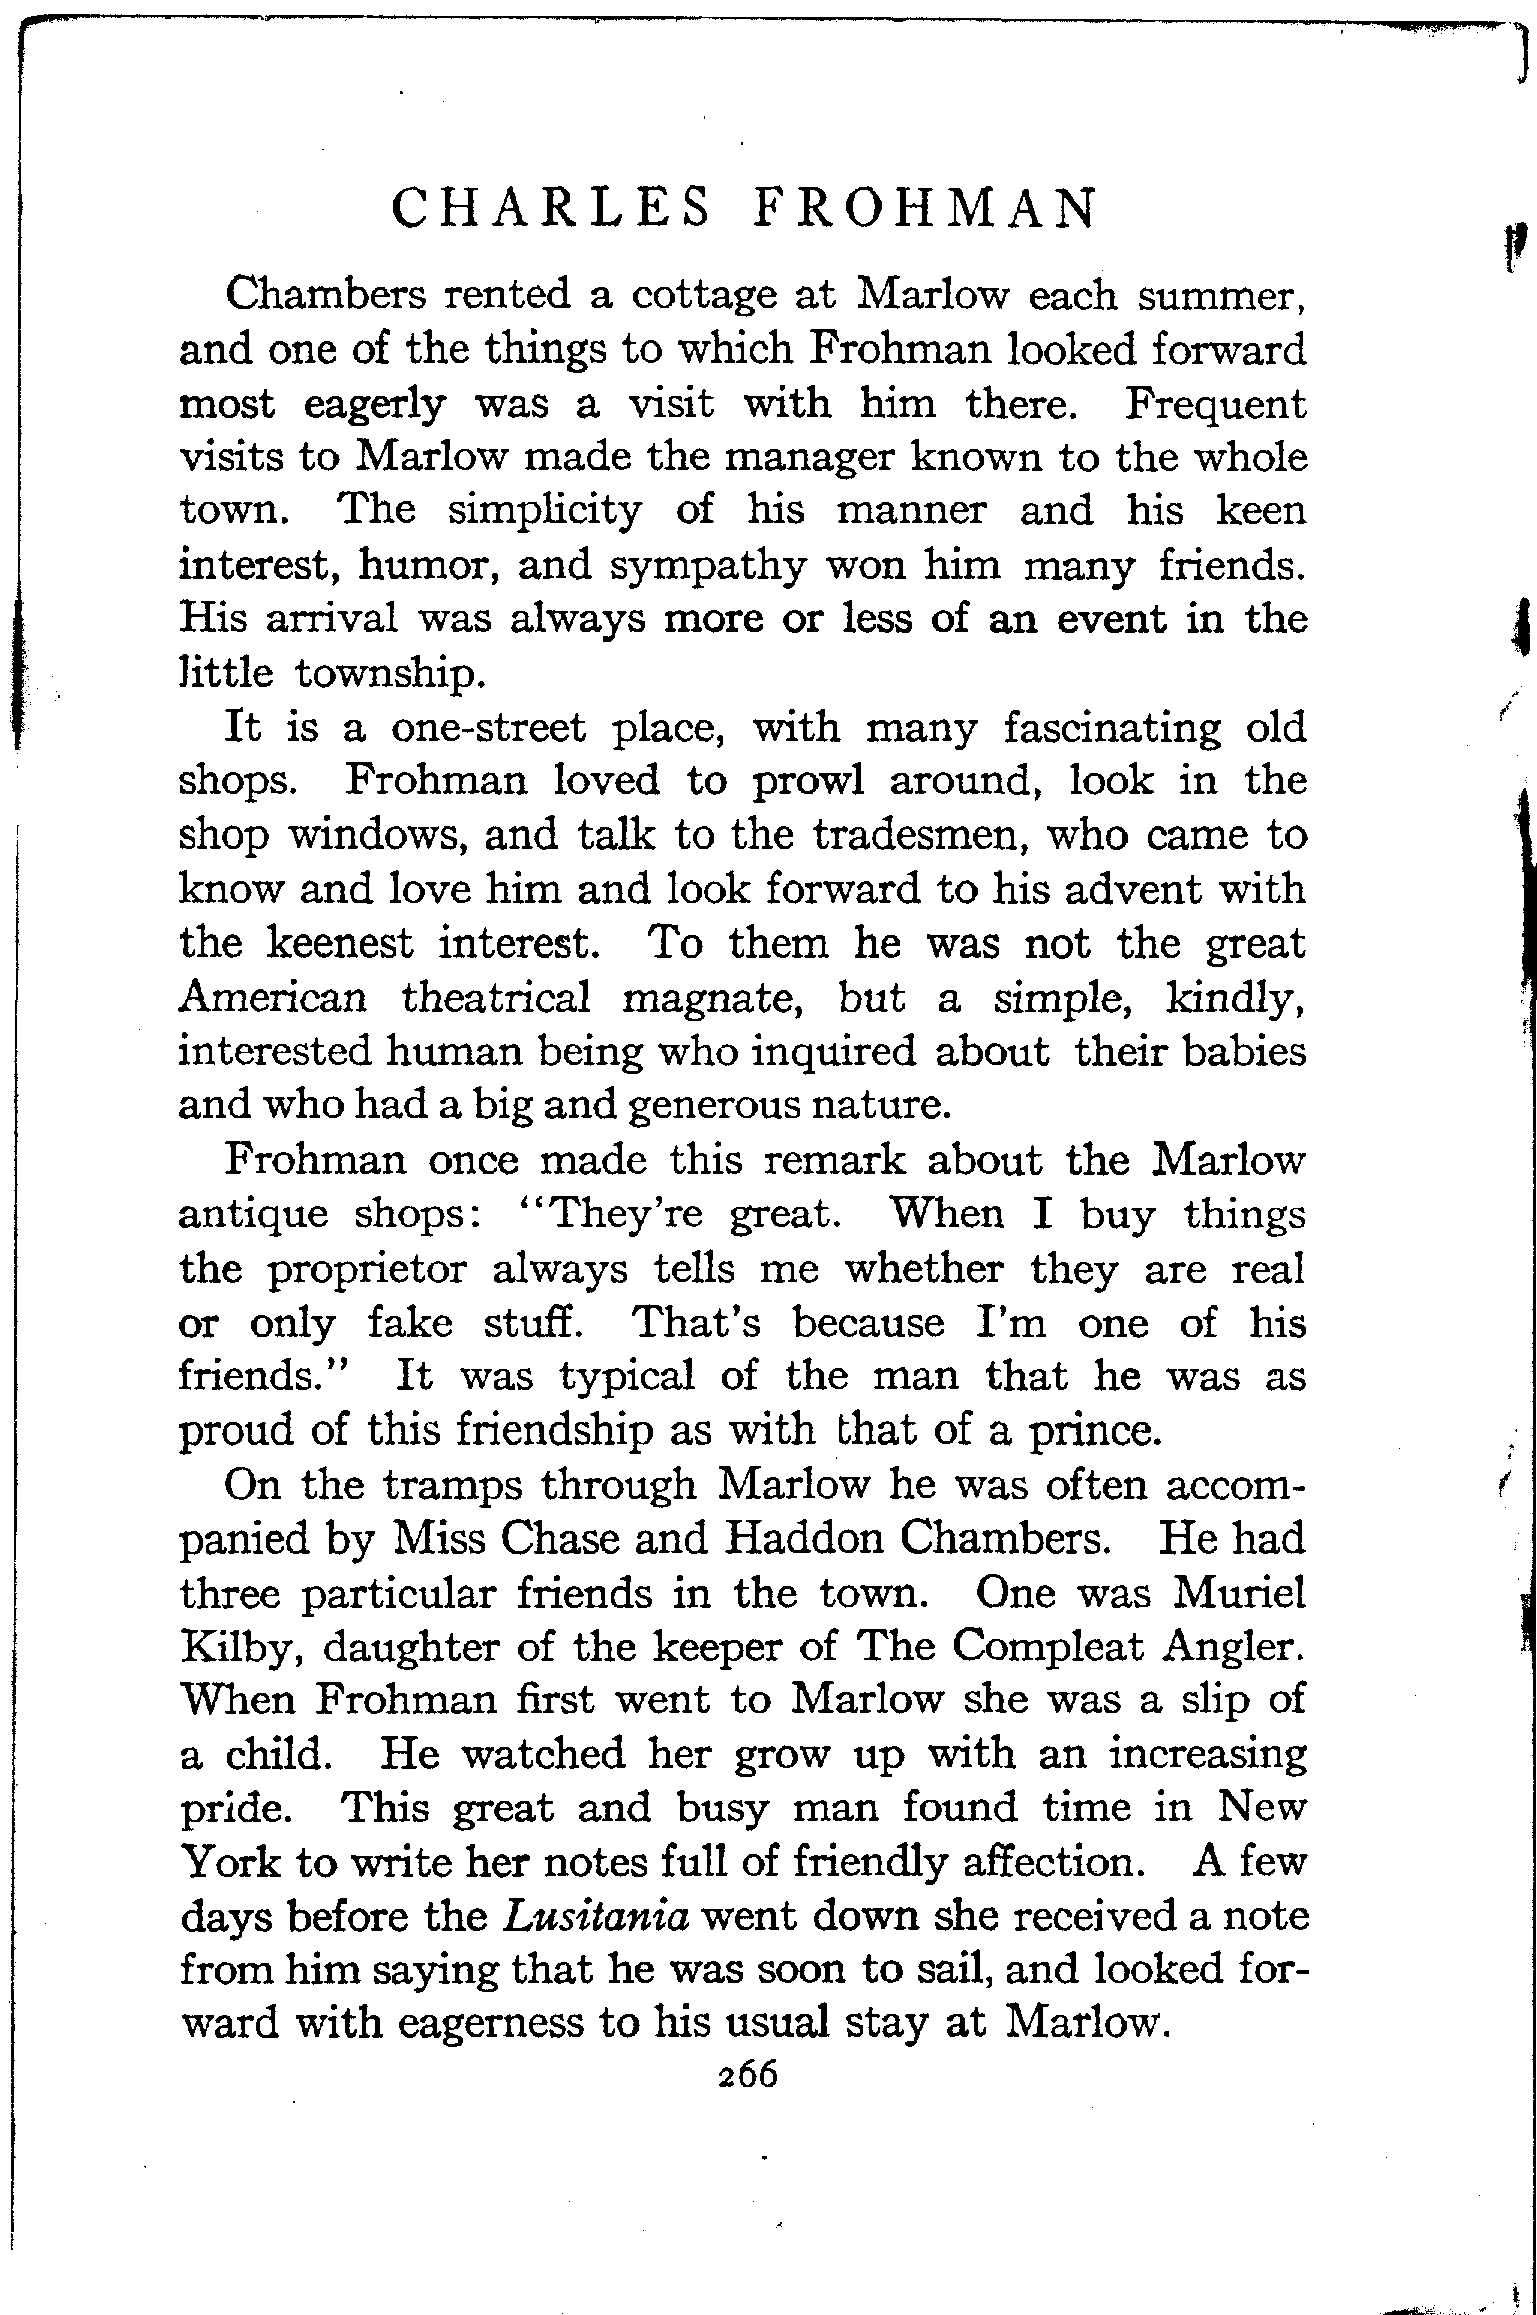 CHARLES FROHMAN
Chambers rented a cottage at Marlow each summer,
and one of the things to which Frohman looked forward
most eagerly was a visit with him there. Frequent
visits to Marlow made the manager known to the whole
town. The simplicity of his manner and his keen
interest, humor, and sympathy won him many friends.
His arrival was always more or less of an event in the
little township.
It is a one-street place, with many fascinating old
shops. Frohman loved to prowl around, look in the
shop windows, and talk to the tradesmen, who came to
know and love him and look forward to his advent with
the keenest interest. To them he was not the great
American theatrical magnate, but a simple, kindly,
interested human being who inquired about their babies
and who had a big and generous nature.
Frohman once made this remark about the Marlow
antique shops: "They're great. When I buy things
the proprietor always tells me whether they are real
or only fake stuff. That's because I'm one of his
friends." It was typical of the man that he was as
proud of this friendship as with that of a prince.
On the tramps through Marlow he was often accom-
panied by Miss Chase and Haddon Chambers. He had
three particular friends in the town. One was Muriel
Kilby, daughter of the keeper of The Compleat Angler.
When Frohman first went to Marlow she was a slip of
a child. He watched her grow up with an increasing
pride. This great and busy man found time in New
York to write her notes full of friendly affection. A few
days before the Lusitania went down she received a note
from him saying that he was soon to sail, and looked for-
ward with eagerness to his usual stay at Marlow.
266